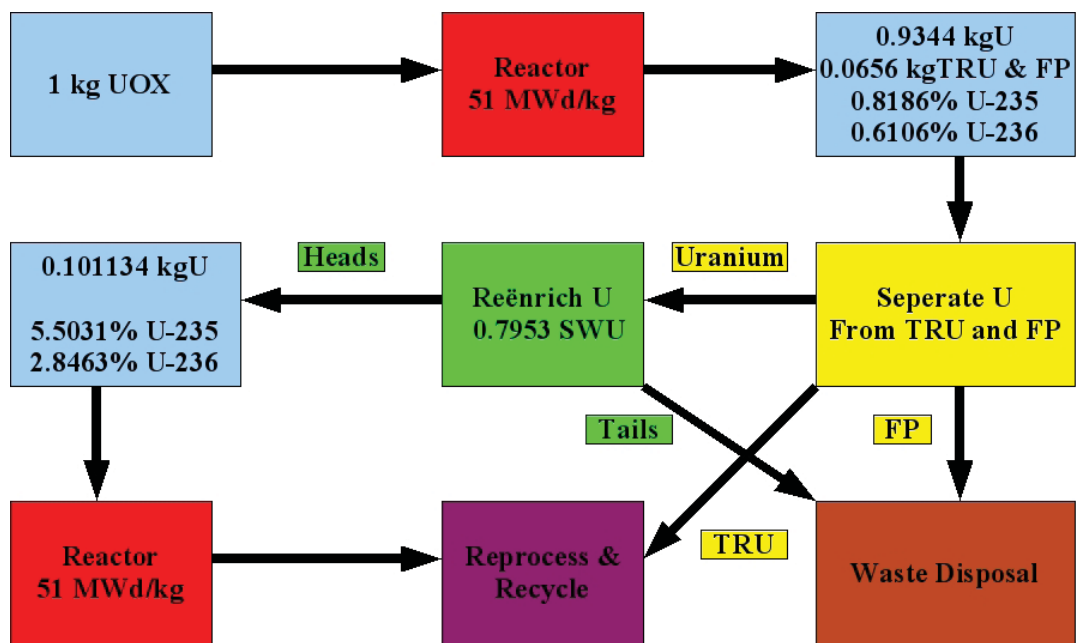 1 kg UOX
Reactor
51 MWd/kg
0.9344 kgU
0.0656 kgTRU & FP
0.8186% U-235
0.6106% U-236
Heads
Uranium
0.101134 kgU
5.5031% U-235
2.8463% U-236
Reënrich U
0.7953 SWU
Seperate U
From TRU and FP
Tails
FP
TRU
Reactor
51 MWd/kg
Reprocess &
Recycle
Waste Disposal